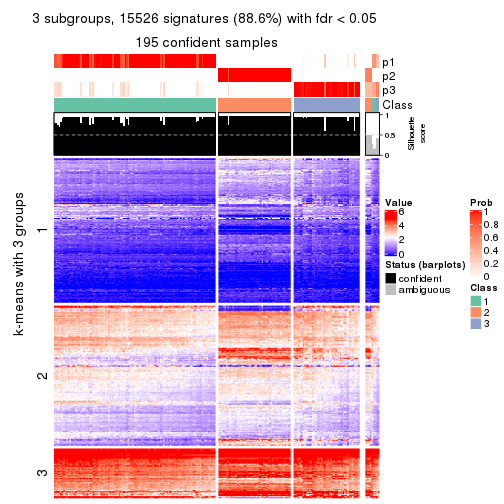 3 subgroups, 15526 signatures (88.6%) with fdr < 0.05
195 confident samples
p1
p2
p3
Class
1
0.5
0
Silhouette
score
k-means with 3 groups
1
2
3
Value
6
4
2
0
Status (barplots)
confident
ambiguous
Prob
1
0.8
0.6
0.4
0.2
0
Class
1
2
3